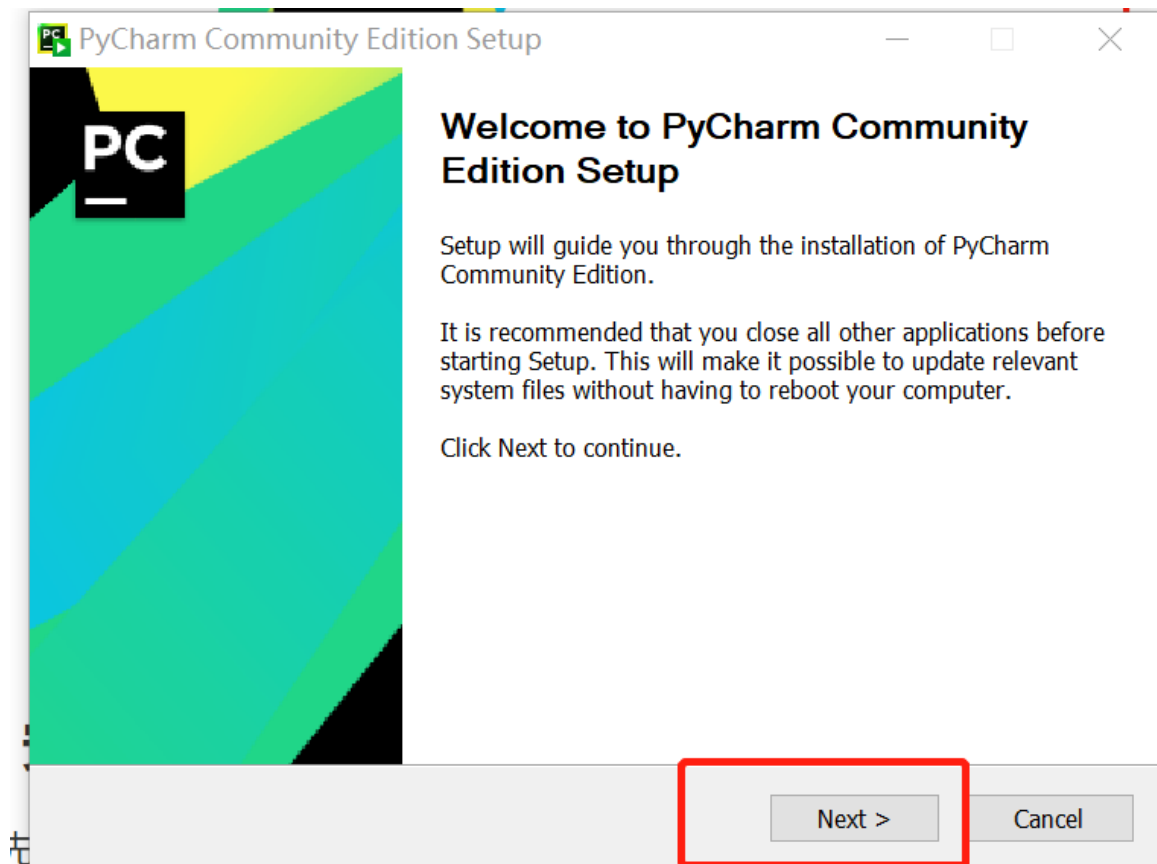 PyCharm Community Edition Setup
PC
Welcome to PyCharm Community
Edition Setup
Setup will guide you through the installation of PyCharm
Community Edition.
It is recommended that you close all other applications before
starting Setup. This will make it possible to update relevant
system files without having to reboot your computer.
Click Next to continue.
Next >
Cancel